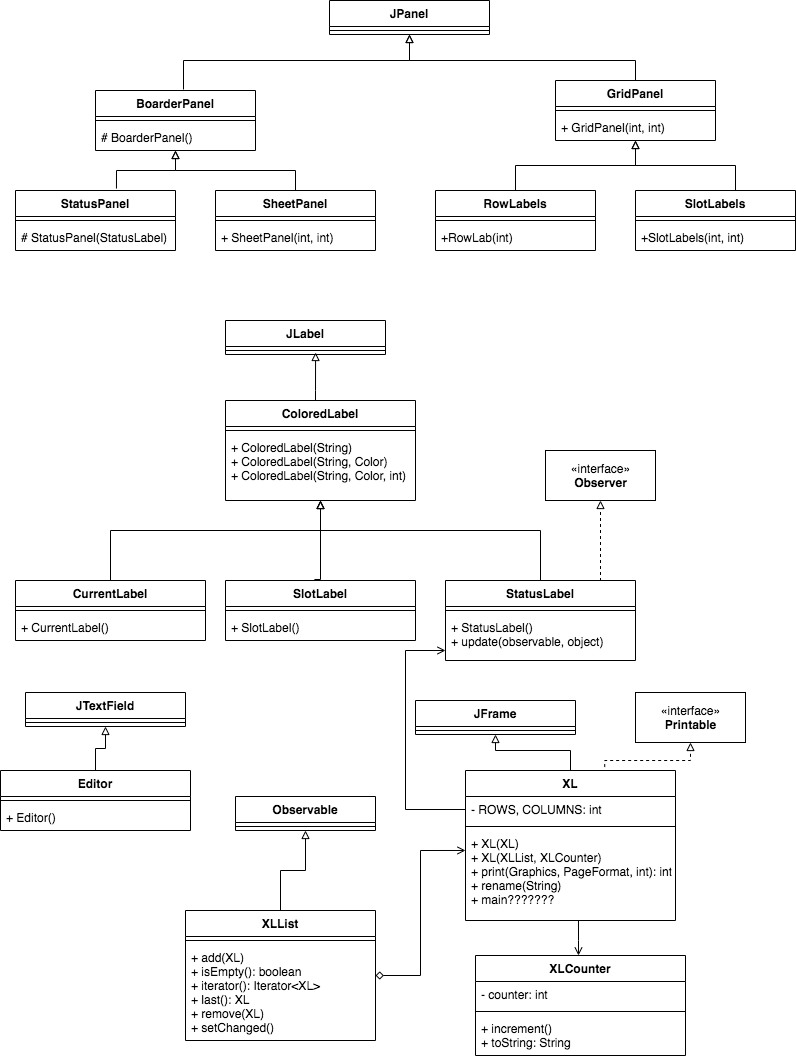 JPanel
BoarderPanel
# BoarderPanel()
GridPanel
+ GridPanel(int, int)
StatusPanel
# StatusPanel(StatusLabel)
SheetPanel
+ SheetPanel(int, int)
RowLabels
+RowLab(int)
SlotLabels
+SlotLabels(int, int)
JLabel
ColoredLabel
+ ColoredLabel(String)
+ ColoredLabel(String, Color)
+ ColoredLabel(String, Color, int)
«interface»
Observer
CurrentLabel
+ CurrentLabel()
SlotLabel
+ SlotLabel()
StatusLabel
+ StatusLabel()
+ update(observable, object)
JTextField
Editor
+ Editor()
JFrame
«interface»
Printable
XL
- ROWS, COLUMNS: int
+ XL(XL)
+ XL(XLList, XLCounter)
+ print(Graphics, PageFormat, int): int
+ rename(String)
+ main???????
Observable
XLList
+ add(XL)
+ isEmpty(): boolean
+ iterator(): Iterator<XL>
+ last(): XL
+ remove(XL)
+ setChanged()
XLCounter
- counter: int
+ increment()
+ toString: String